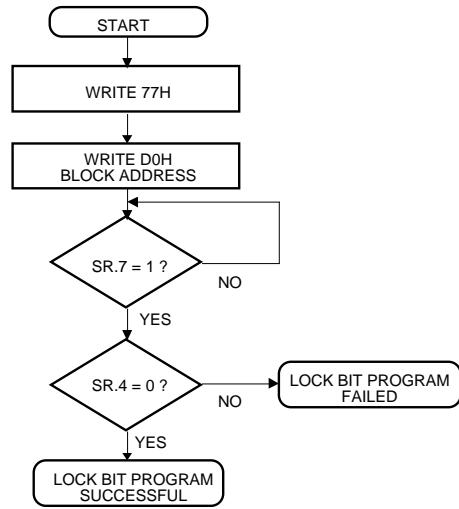 START
WRITE 77H
WRITE D0H
BLOCK ADDRESS
SR.7 = 1 ?
NO
YES
SR.4 = 0 ?
NO
LOCK BIT PROGRAM
FAILED
YES
LOCK BIT PROGRAM
SUCCESSFUL